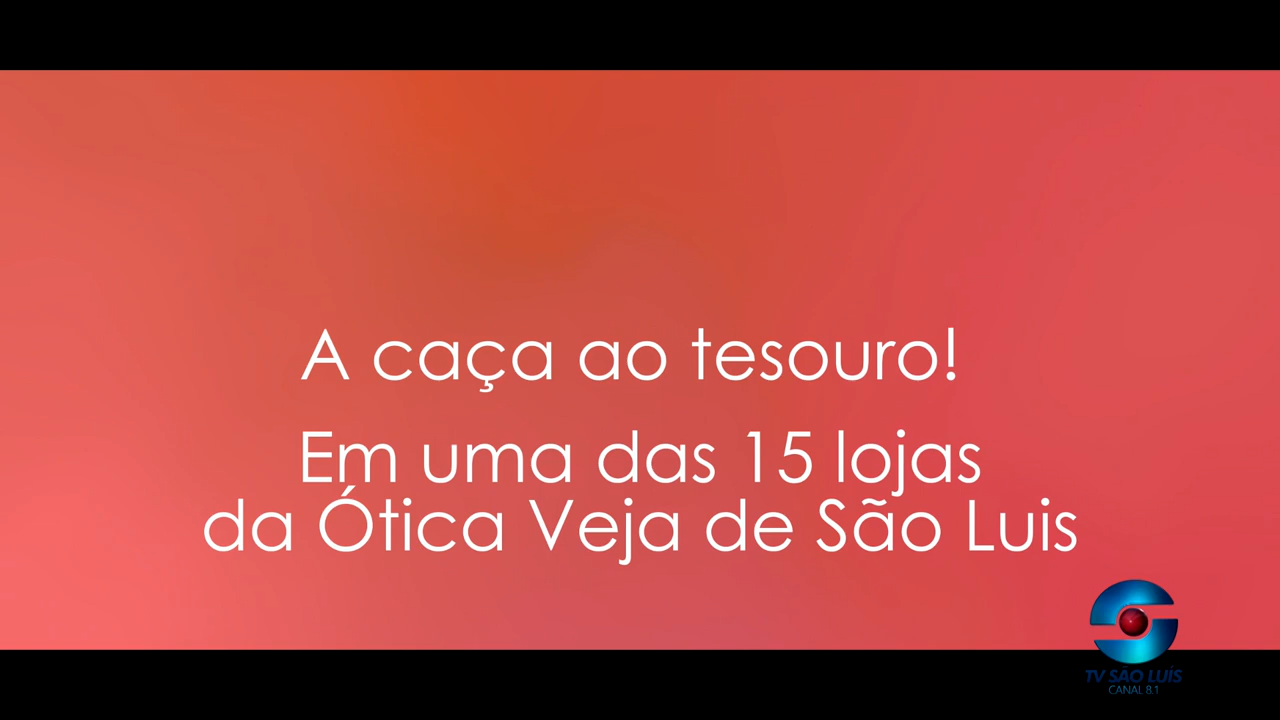 A caça ao tesouro!
Em uma das 15 lojas
da Ótica Veja de São Luis
TV SÃO LUÍS
CANAL 8.1